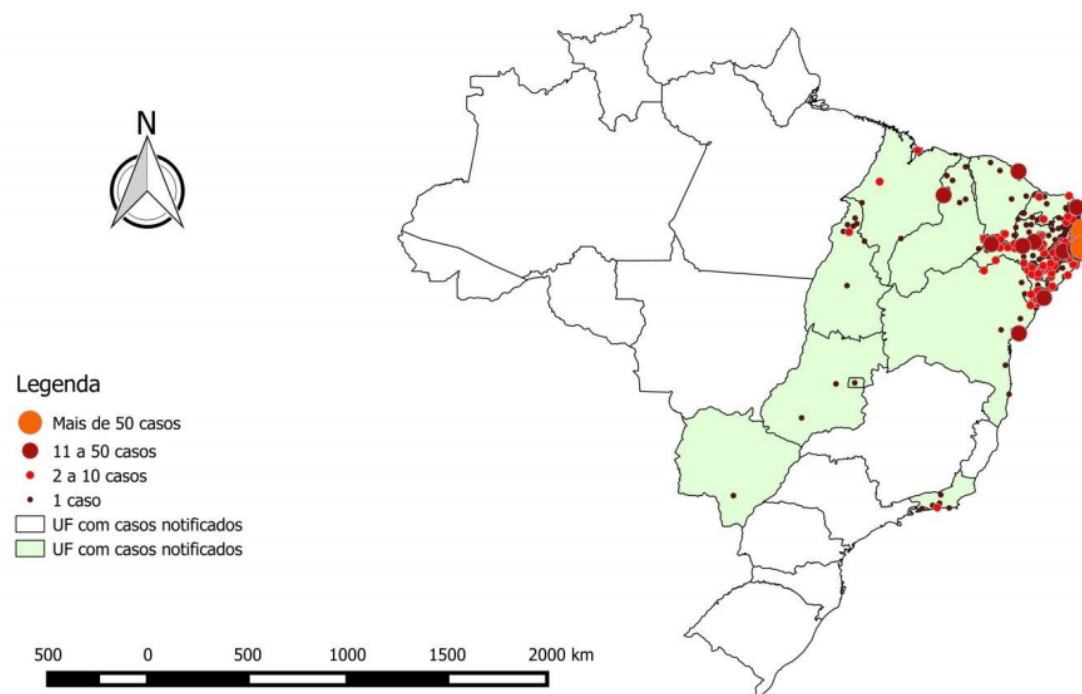 N
Legenda
Mais de 50 casos
11 a 50 casos
2 a 10 casos
1 caso
UF com casos notificados
UF com casos notificados
500 0 500 1000 1500 2000 km